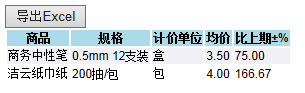 导出Excel
商品 规格 计价单位 均价 比上期±%
商务中性笔 0.5mm 12支装 盒 3.50 75.00
洁云纸巾纸 200抽/包 包 4.00 166.67